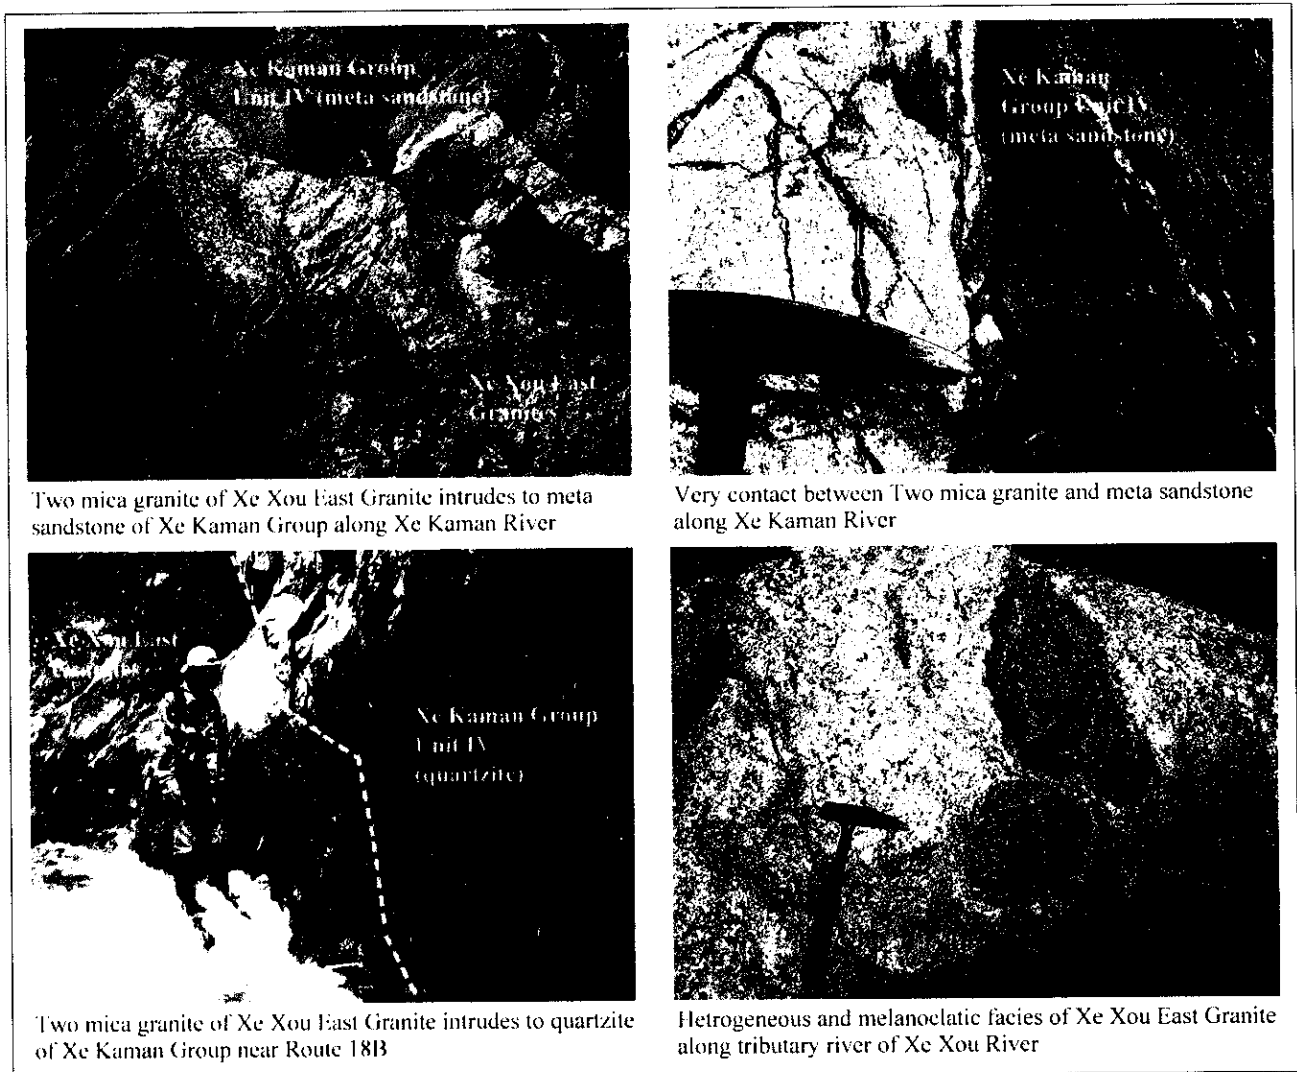 Xe Kaman Group
Unit IV (meta sandstone)
Xe Xou East
Granites
Two mica granite of Xe Xou East Granite intrudes to meta
sandstone of Xe Kaman Group along Xe Kaman River
Xe Kaman
Group Unit IV
(meta sandstone)
Very contact between Two mica granite and meta sandstone
along Xe Kaman River
Xe Xou East
Xe Kaman Group
Unit IV
(quartzite)
Two mica granite of Xe Xou East Granite intrudes to quartzite
of Xe Kaman Group near Route 18B
Hetrogeneous and melanoclatic facies of Xe Xou East Granite
along tributary river of Xe Xou River